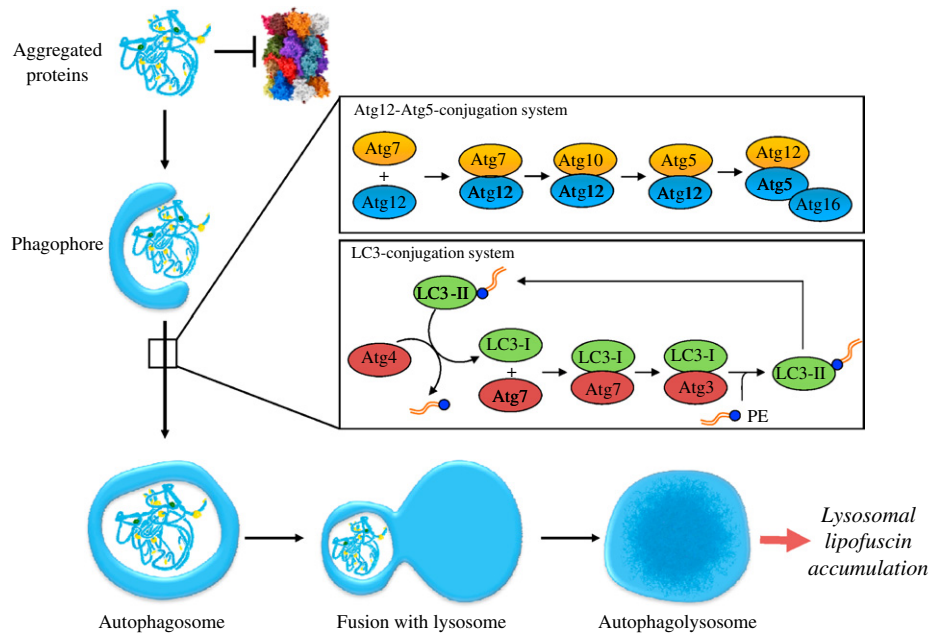 Aggregated
proteins
Atg12-Atg5-conjugation system
Atg7
+
Atg12
Atg7
Atg12
Atg10
Atg12
Atg5
Atg12
Atg12
Atg5
Atg16
Phagophore
LC3-conjugation system
LC3-II
Atg4
LC3-I
+
Atg7
LC3-I
Atg7
LC3-I
Atg3
PE
LC3-II
Lysosomal
lipofuscin
accumulation
Autophagosome
Fusion with lysosome
Autophagolysosome